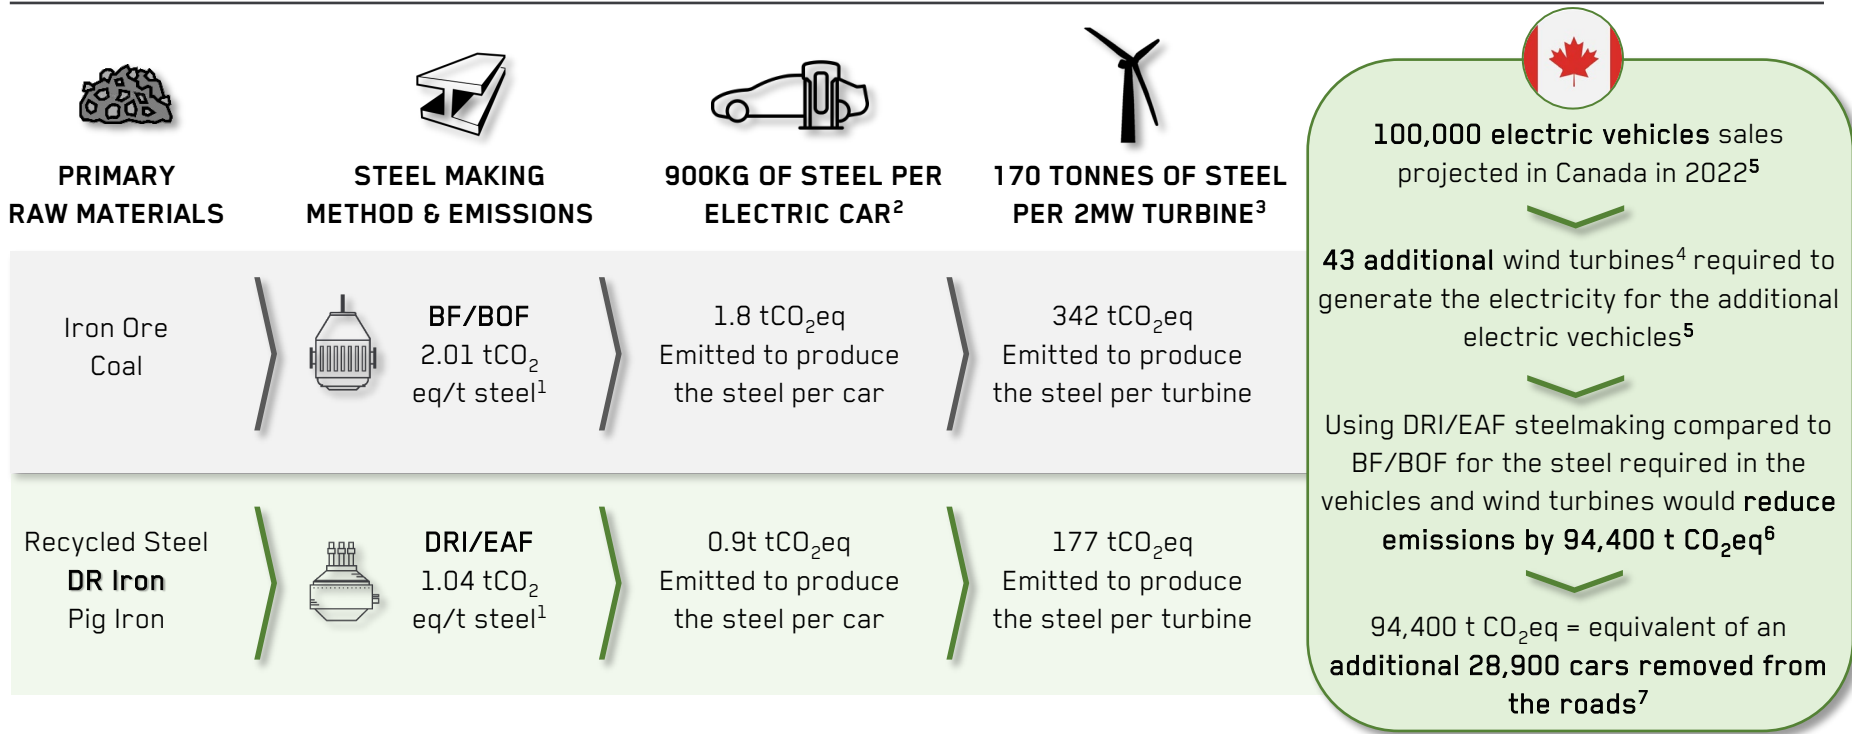 PRIMARY
RAW MATERIALS
STEEL MAKING
METHOD & EMISSIONS
900KG OF STEEL PER
ELECTRIC CAR²
170 TONNES OF STEEL
PER 2MW TURBINE³
Iron Ore
Coal
BF/BOF
2.01 tCO₂
eq/t steel¹
1.8 tCO₂eq
Emitted to produce
the steel per car
342 tCO₂eq
Emitted to produce
the steel per turbine
Recycled Steel
DR Iron
Pig Iron
DRI/EAF
1.04 tCO₂
eq/t steel¹
0.9t tCO₂eq
Emitted to produce
the steel per car
177 tCO₂eq
Emitted to produce
the steel per turbine
100,000 electric vehicles sales
projected in Canada in 2022⁵
43 additional wind turbines⁴ required to
generate the electricity for the additional
electric vechicles⁵
Using DRI/EAF steelmaking compared to
BF/BOF for the steel required in the
vehicles and wind turbines would reduce
emissions by 94,400 t CO₂eq⁶
94,400 t CO₂eq = equivalent of an
additional 28,900 cars removed from
the roads⁷